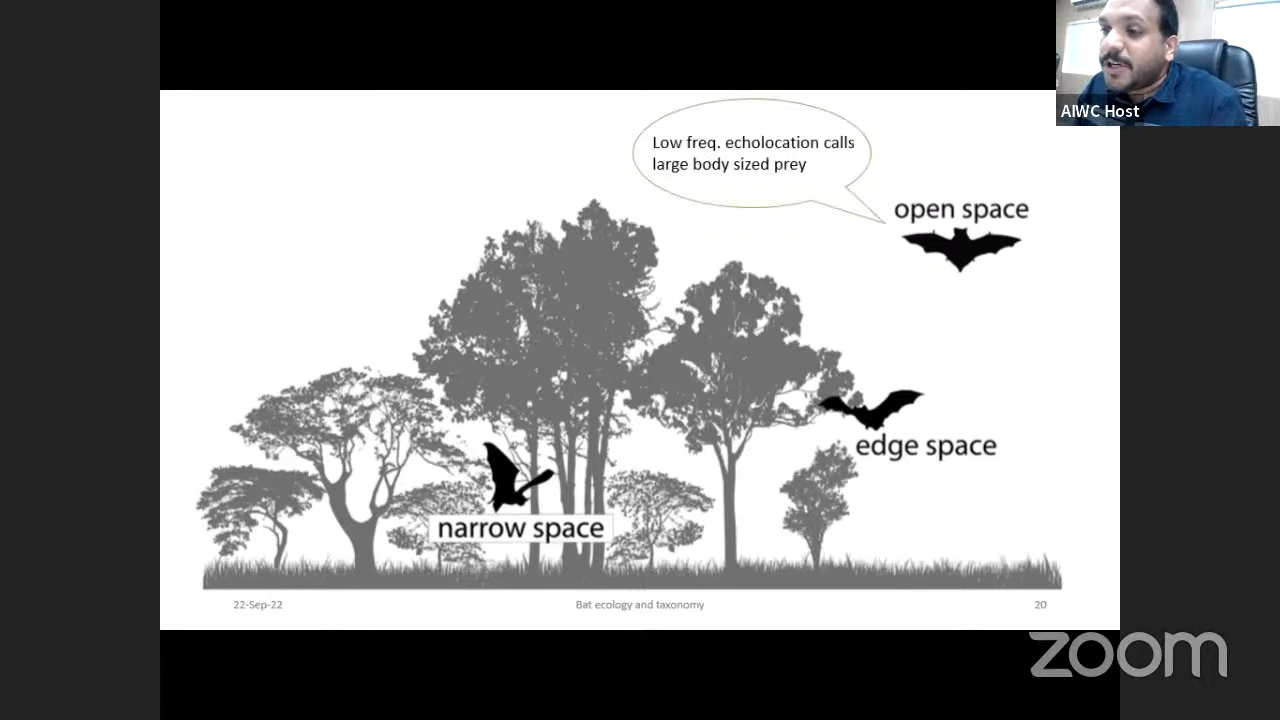 AIWC Host
Low freq. echolocation calls
large body sized prey
open space
edge space
narrow space
22-Sep-22
Bat ecology and taxonomy
20
zoom